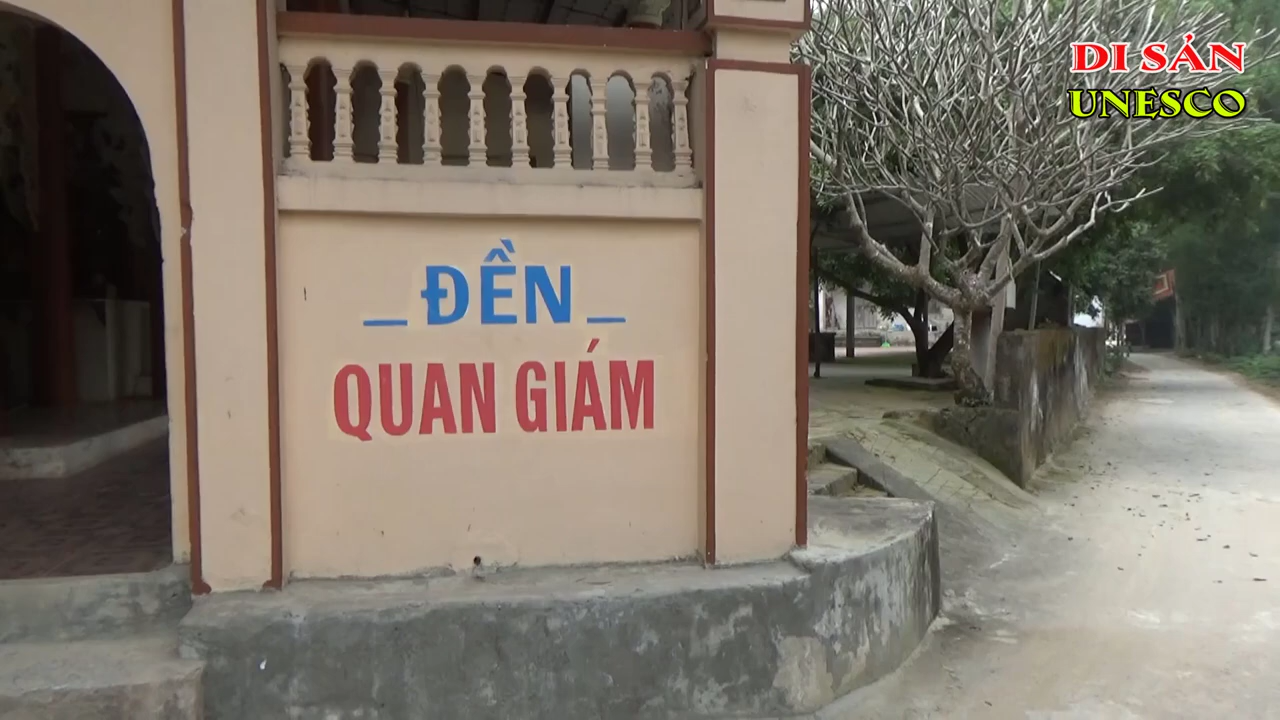 DI SẢN
UNESCO
_ ĐỀN _
QUAN GIÁM